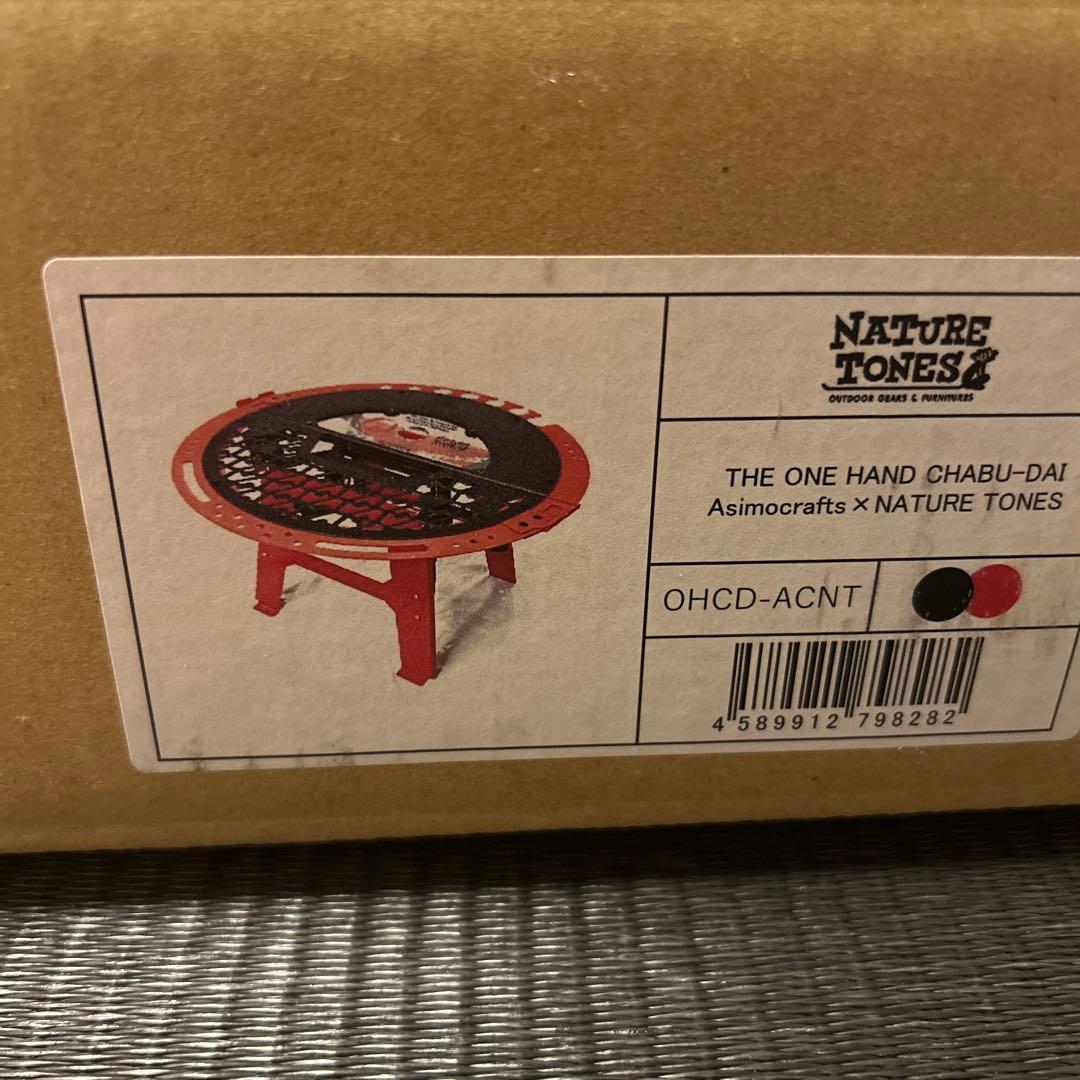 NATURE
TONES
OUTDOOR GEARS & FURNITURES
THE ONE HAND CHABU-DAI
Asimocrafts×NATURE TONES
OHCD-ACNT
4 589912 798282